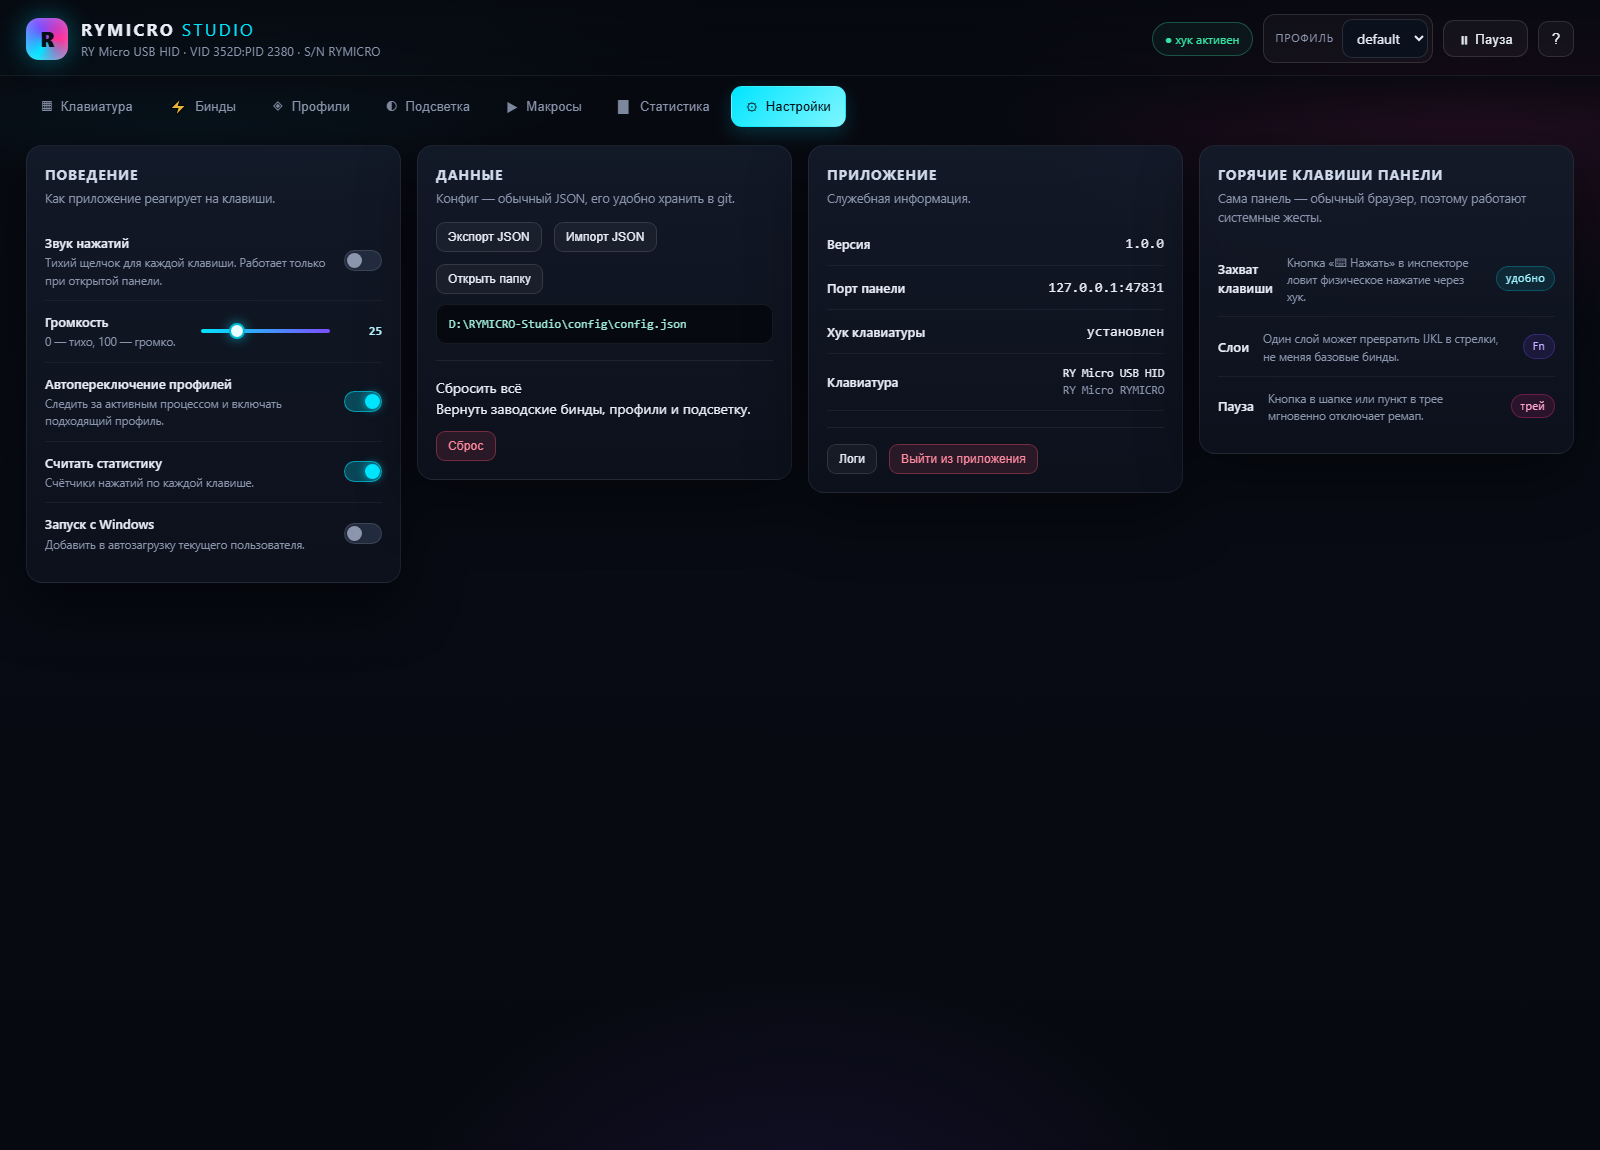 R
RYMICRO STUDIO
RY Micro USB HID · VID 352D:PID 2380 · S/N RYMICRO
● хук активен
ПРОФИЛЬ
default
Пауза
?
Клавиатура
Бинды
Профили
Подсветка
Макросы
Статистика
Настройки
ПОВЕДЕНИЕ
Как приложение реагирует на клавиши.
Звук нажатий
Тихий щелчок для каждой клавиши. Работает только
при открытой панели.
Громкость
0 — тихо, 100 — громко.
25
Автопереключение профилей
Следить за активным процессом и включать
подходящий профиль.
Считать статистику
Счётчики нажатий по каждой клавише.
Запуск с Windows
Добавить в автозагрузку текущего пользователя.
ДАННЫЕ
Конфиг — обычный JSON, его удобно хранить в git.
Экспорт JSON
Импорт JSON
Открыть папку
D:\RYMICRO-Studio\config\config.json
Сбросить всё
Вернуть заводские бинды, профили и подсветку.
Сброс
ПРИЛОЖЕНИЕ
Служебная информация.
Версия
1.0.0
Порт панели
127.0.0.1:47831
Хук клавиатуры
установлен
Клавиатура
RY Micro USB HID
RY Micro RYMICRO
Логи
Выйти из приложения
ГОРЯЧИЕ КЛАВИШИ ПАНЕЛИ
Сама панель — обычный браузер, поэтому работают
системные жесты.
Захват
клавиши
Кнопка «⌨ Нажать» в инспекторе
ловит физическое нажатие через
хук.
удобно
Слои
Один слой может превратить IJKL в стрелки,
не меняя базовые бинды.
Fn
Пауза
Кнопка в шапке или пункт в трее
мгновенно отключает ремап.
трей